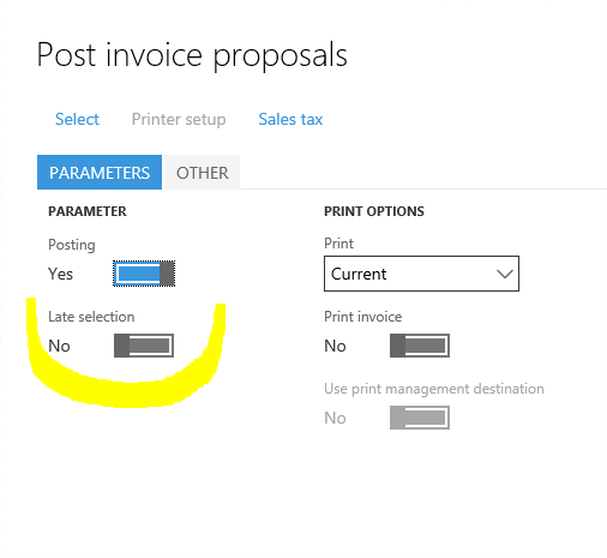 Post invoice proposals
Select Printer setup Sales tax
PARAMETERS OTHER
PARAMETER
Posting
Yes
Late selection
No
PRINT OPTIONS
Print
Current
Print invoice
No
Use print management destination
No